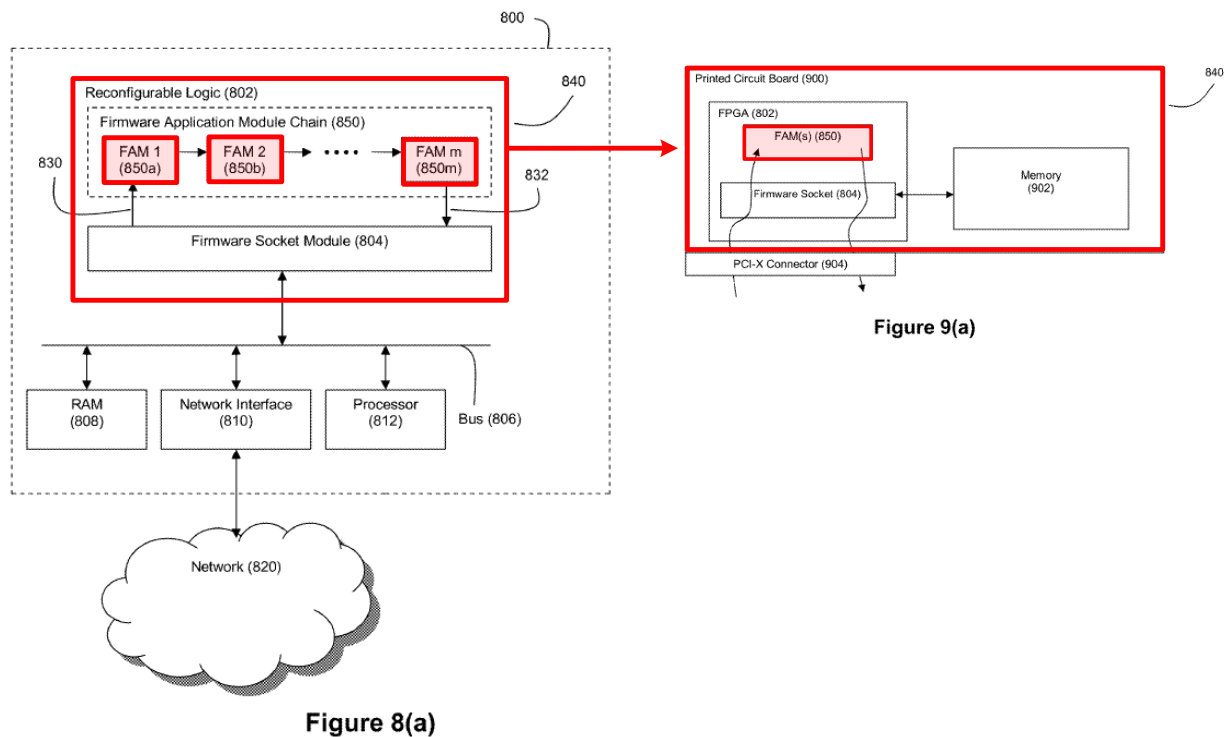 800
Reconfigurable Logic (802)
840
Firmware Application Module Chain (850)
830
FAM 1
(850a)
FAM 2
(850b)
FAM m
(850m)
832
Firmware Socket Module (804)
RAM
(808)
Network Interface
(810)
Processor
(812)
Bus (806)
Network (820)
Figure 8(a)
Printed Circuit Board (900)
840
FPGA (802)
FAM(s) (850)
Firmware Socket (804)
Memory
(902)
PCI-X Connector (904)
Figure 9(a)